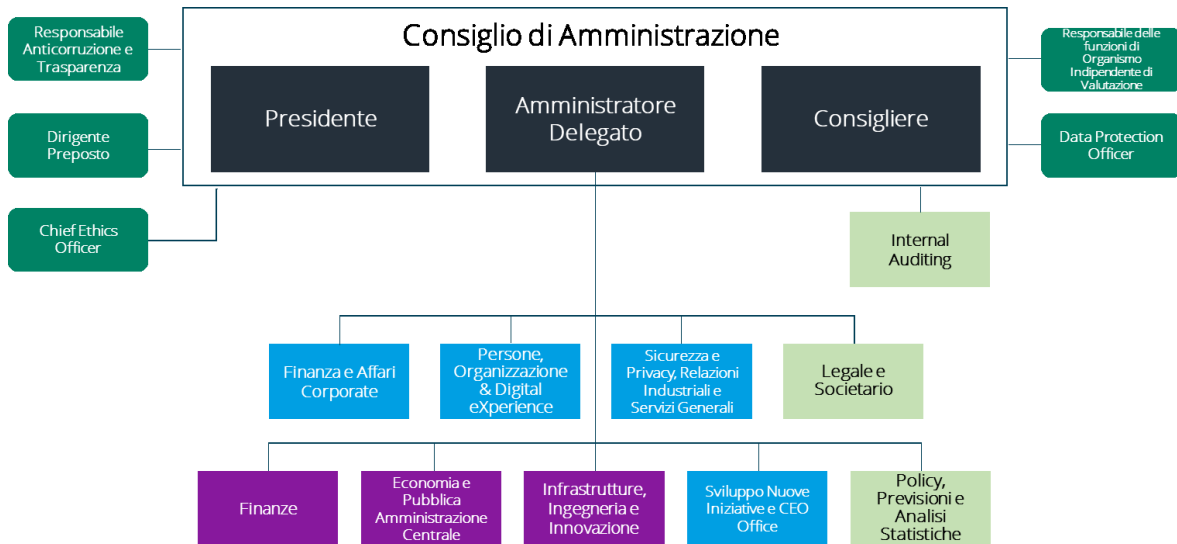 Consiglio di Amministrazione
Responsabile
Anticorruzione e
Trasparenza
Responsabile delle
funzioni di
Organismo
Indipendente di
Valutazione
Presidente
Amministratore
Delegato
Consigliere
Dirigente
Preposto
Data Protection
Officer
Chief Ethics
Officer
Internal
Auditing
Finanza e Affari
Corporate
Persone,
Organizzazione
& Digital
eXperience
Sicurezza e
Privacy, Relazioni
Industriali e
Servizi Generali
Legale e
Societario
Finanze
Economia e
Pubblica
Amministrazione
Centrale
Infrastrutture,
Ingegneria e
Innovazione
Sviluppo Nuove
Iniziative e CEO
Office
Policy,
Previsioni e
Analisi
Statistiche